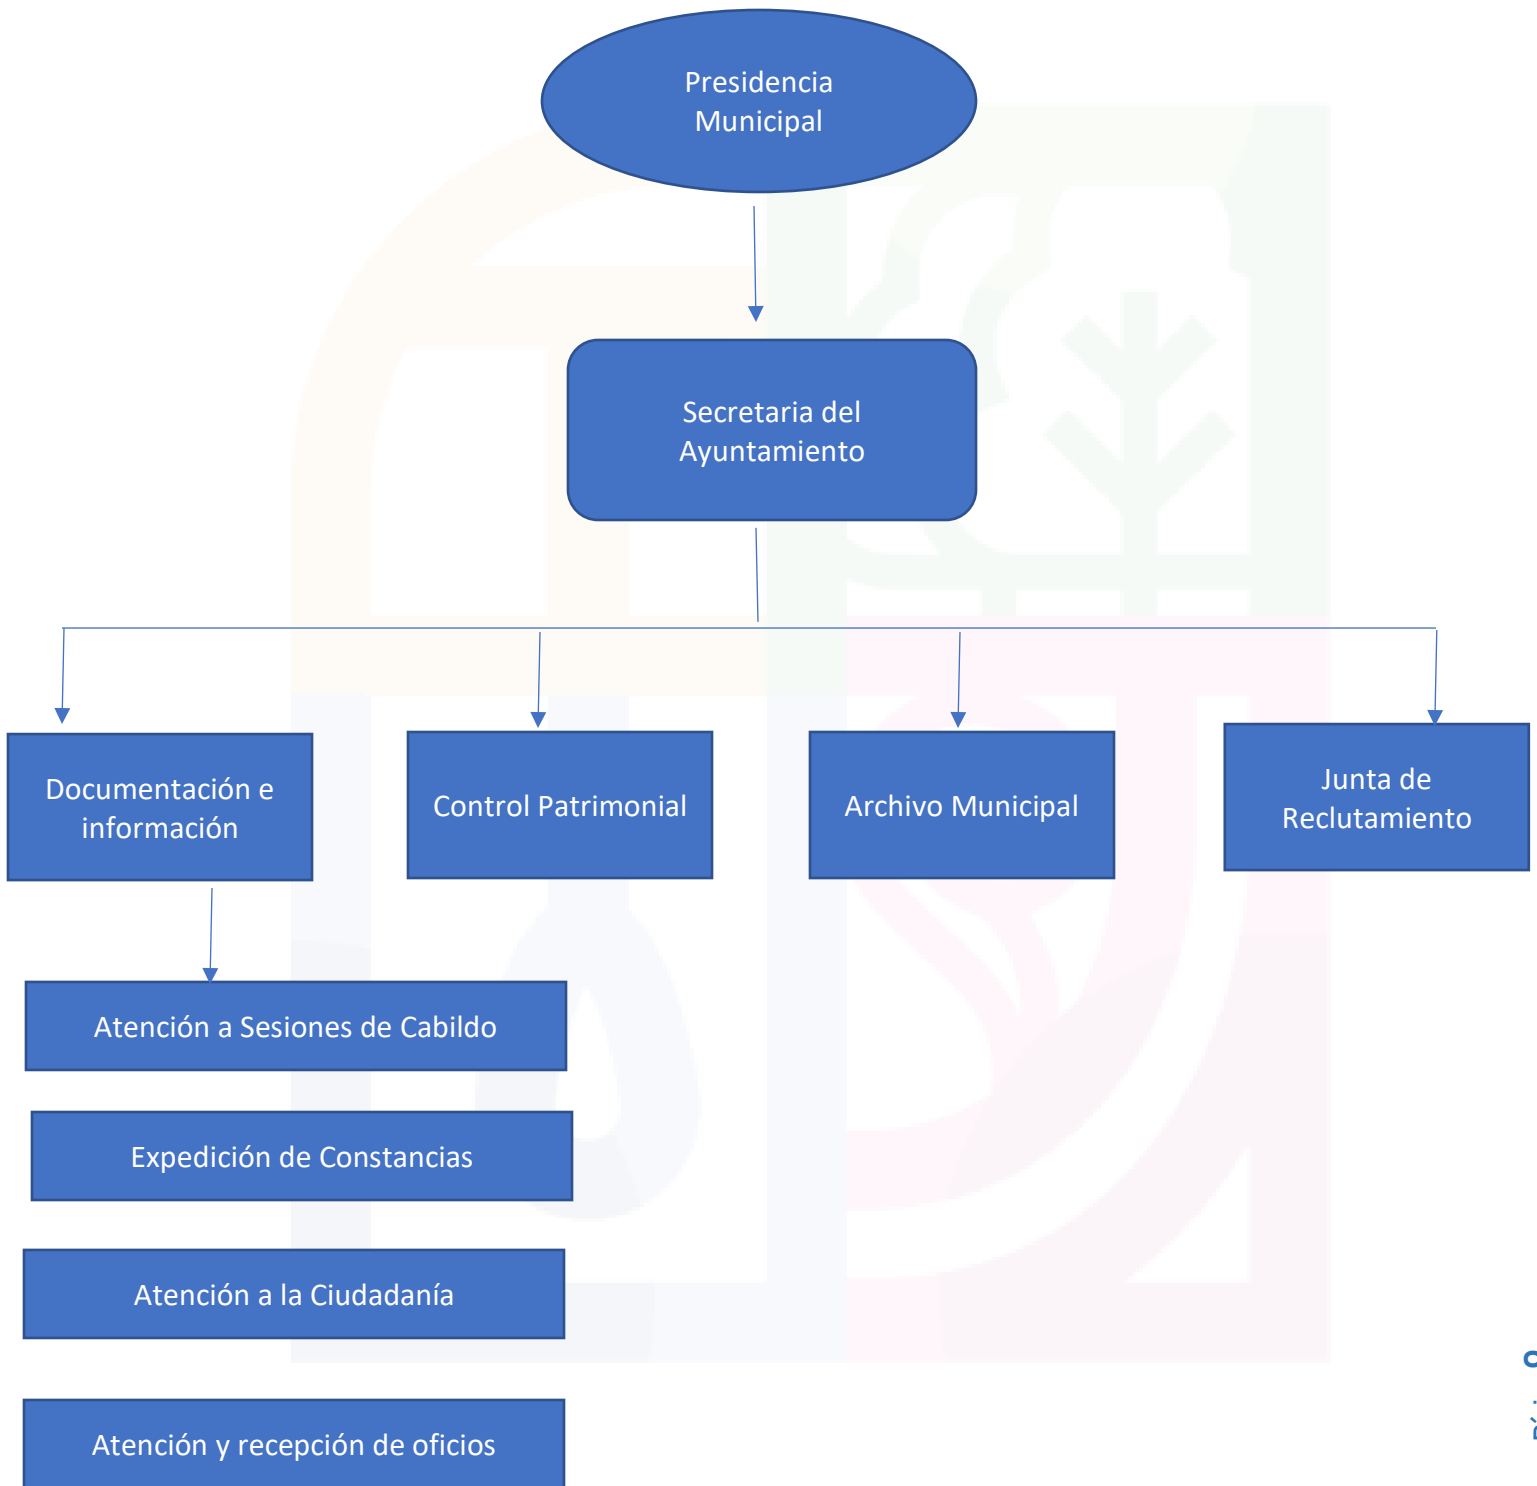 Presidencia
Municipal
Secretaria del
Ayuntamiento
Documentación e
información
Control Patrimonial
Archivo Municipal
Junta de
Reclutamiento
Atención a Sesiones de Cabildo
Expedición de Constancias
Atención a la Ciudadanía
Atención y recepción de oficios